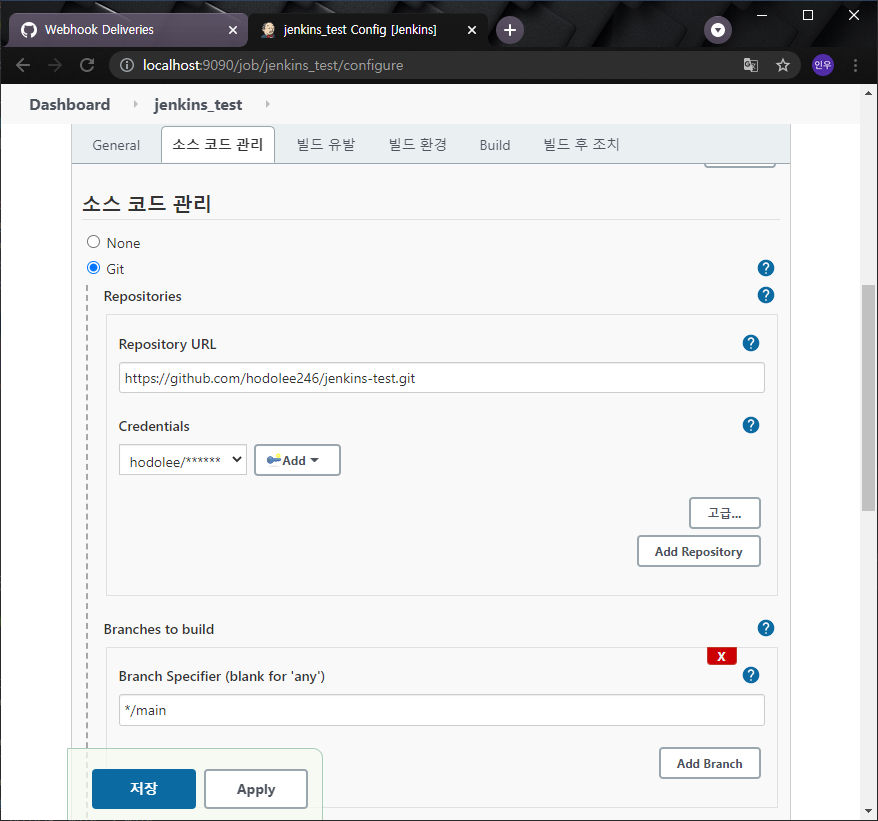 Webhook Deliveries
jenkins_test Config [Jenkins]
localhost:9090/job/jenkins_test/configure
인우
Dashboard
jenkins_test
General
소스 코드 관리
빌드 유발
빌드 환경
Build
빌드 후 조치
소스 코드 관리
None
Git
?
Repositories
?
Repository URL
?
https://github.com/hodolee246/jenkins-test.git
Credentials
?
hodolee/******
Add
고급...
Add Repository
Branches to build
?
X
Branch Specifier (blank for 'any')
?
*/main
Add Branch
저장
Apply